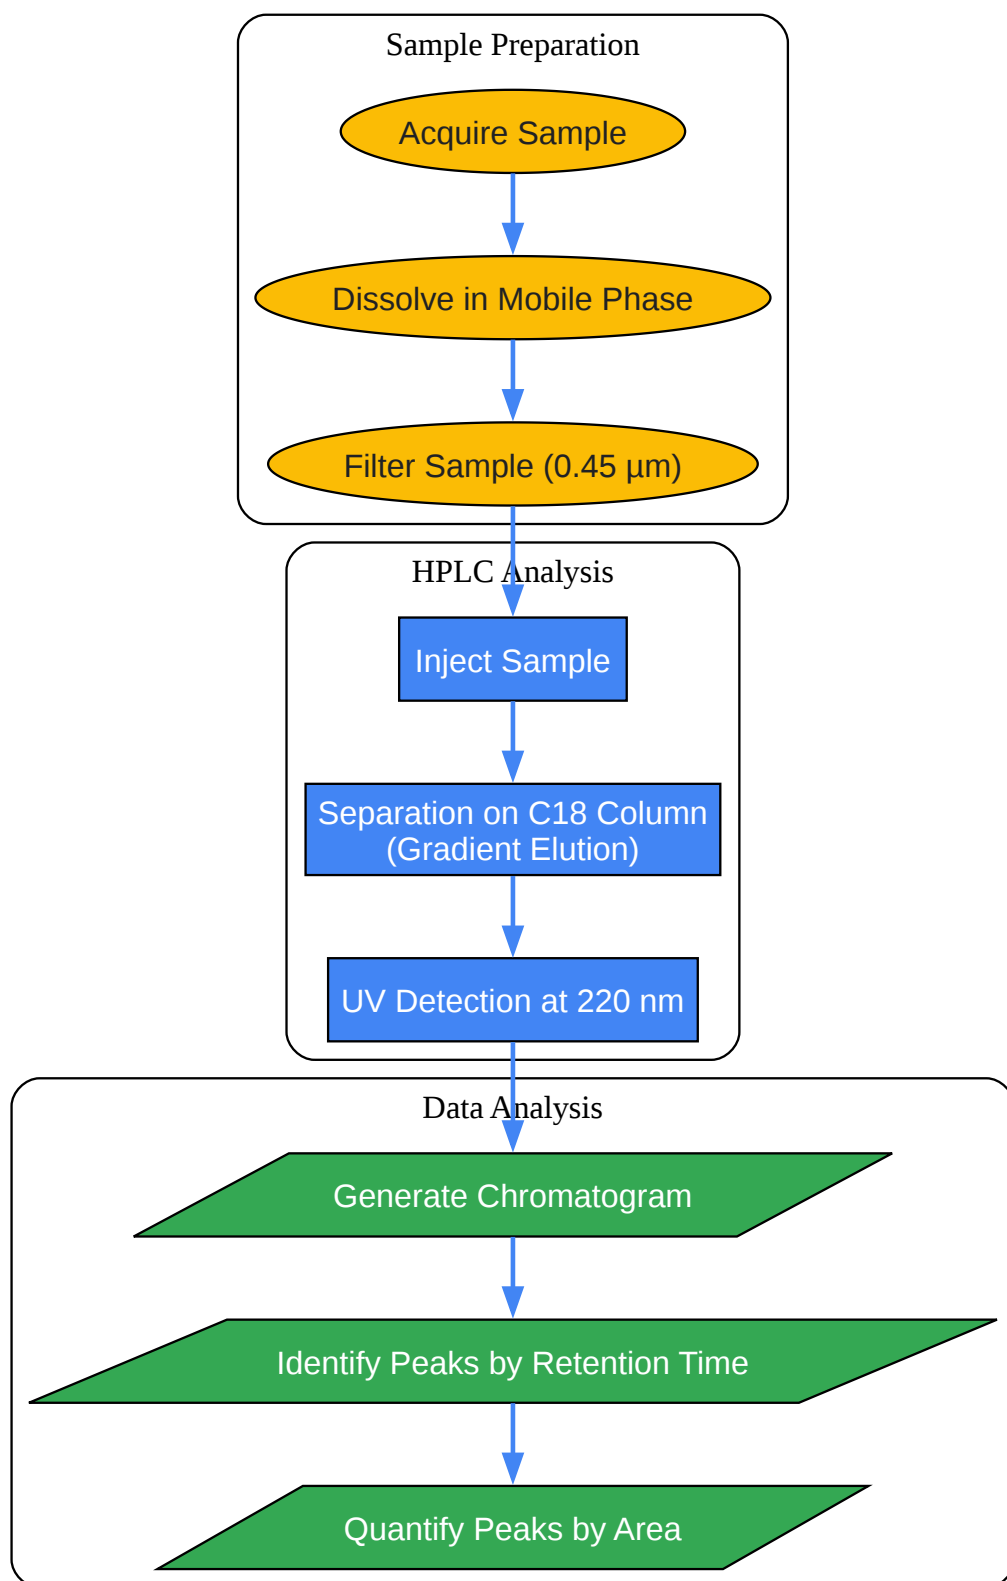 Sample Preparation
Acquire Sample
Dissolve in Mobile Phase
Filter Sample (0.45 µm)
HPLC Analysis
Inject Sample
Separation on C18 Column
(Gradient Elution)
UV Detection at 220 nm
Data Analysis
Generate Chromatogram
Identify Peaks by Retention Time
Quantify Peaks by Area